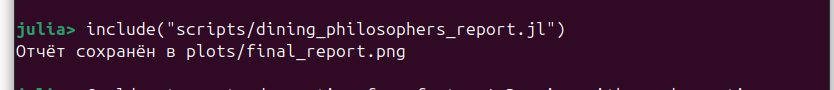 julia> include("scripts/dining_philosophers_report.jl")
Отчёт сохранён в plots/final_report.png